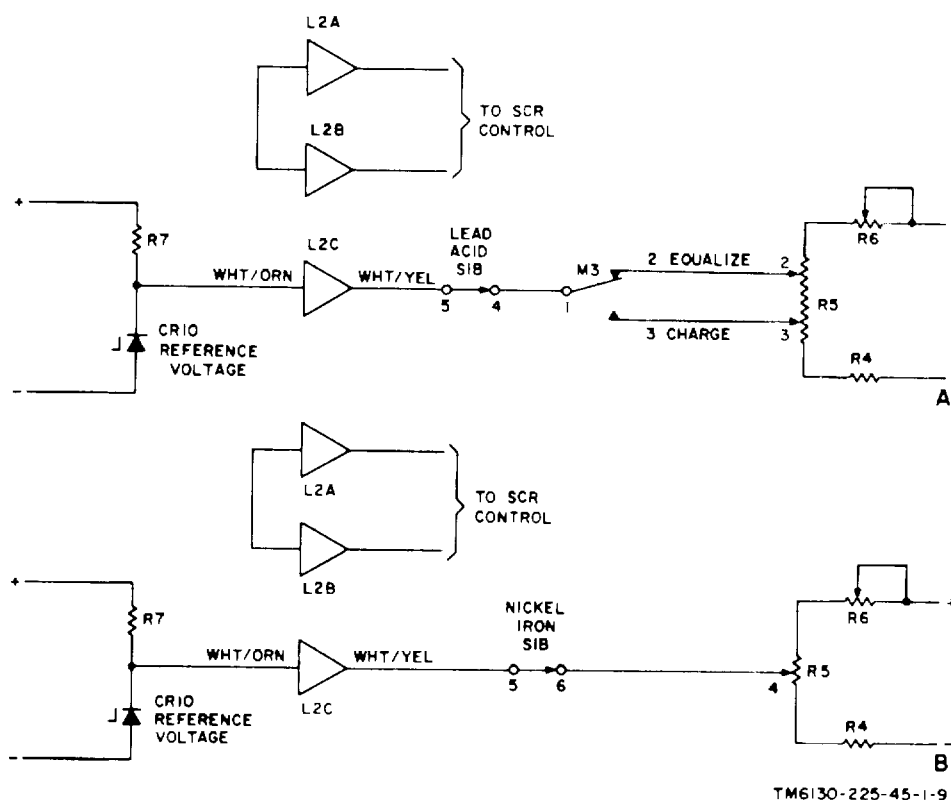 L2A
L2B
TO SCR
CONTROL
+
R7
L2C
LEAD
ACID
S1B
M3
2 EQUALIZE
2
R6
WHT/ORN
WHT/YEL
5
4
1
R5
3 CHARGE
3
CR10
REFERENCE
VOLTAGE
R4
-
A
L2A
TO SCR
CONTROL
L2B
+
R7
NICKEL
IRON
S1B
R6
+
WHT/ORN
WHT/YEL
5
6
4
R5
L2C
CR10
REFERENCE
VOLTAGE
R4
-
-
B
TM6130-225-45-1-9